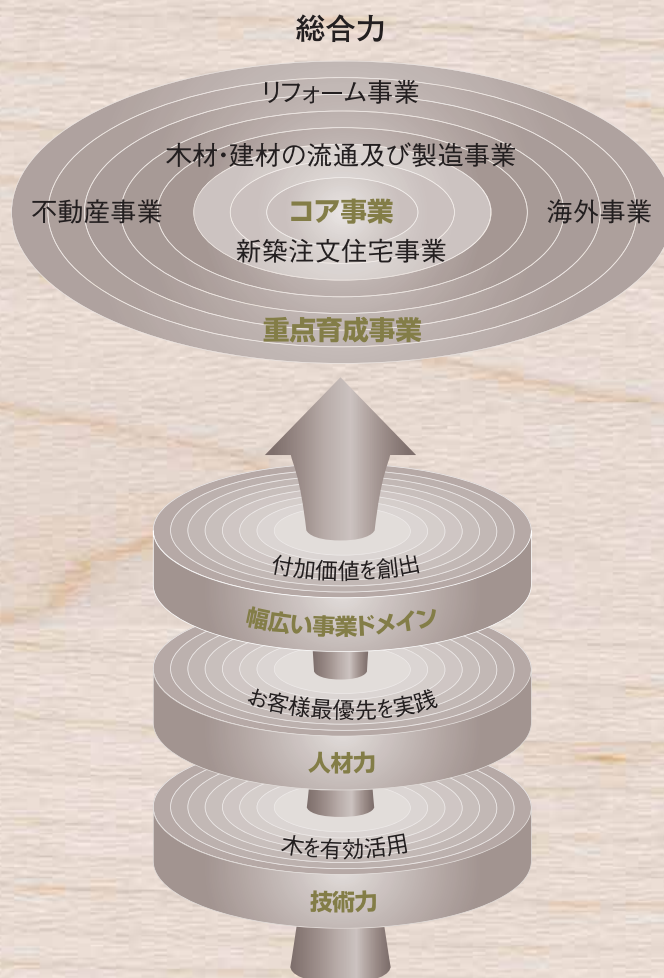 総合力
リフォーム事業
木材・建材の流通及び製造事業
不動産事業
コア事業
海外事業
新築注文住宅事業
重点育成事業
付加価値を創出
幅広い事業ドメイン
お客様最優先を実践
人材力
木を有効活用
技術力